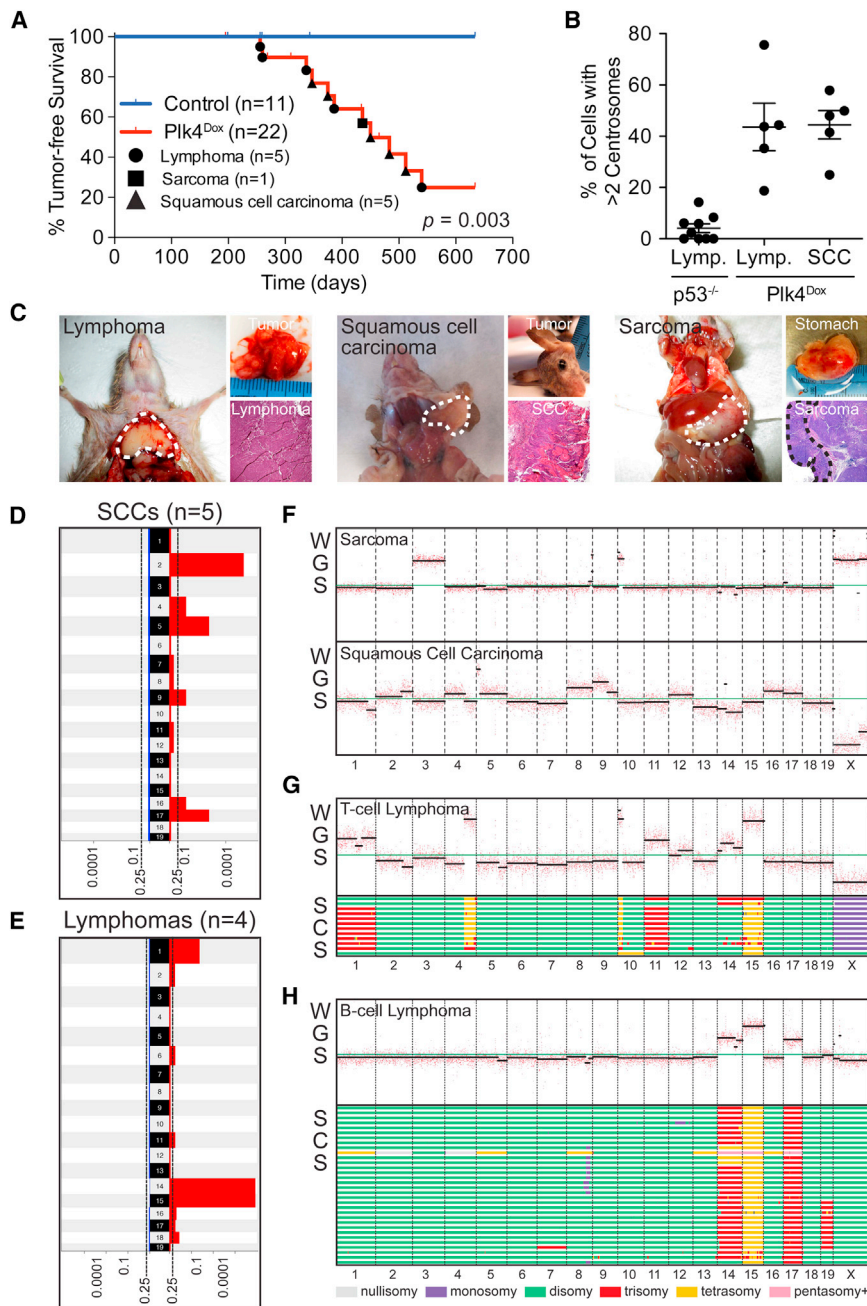 A
% Tumor-free Survival
100
80
60
40
20
0
Control (n=11)
Plk4Dox (n=22)
Lymphoma (n=5)
Sarcoma (n=1)
Squamous cell carcinoma (n=5)
p = 0.003
0 100 200 300 400 500 600 700
Time (days)
B
% of Cells with
>2 Centrosomes
80
60
40
20
0
Lymp. Lymp. SCC
p53-/- Plk4Dox
C
Lymphoma
Tumor
Lymphoma
Squamous cell
carcinoma
Tumor
SCC
Sarcoma
Stomach
Sarcoma
D
SCCs (n=5)
1
2
3
4
5
6
7
8
9
10
11
12
13
14
15
16
17
18
19
0.0001 0.1 0.25 0.25 0.1 0.0001
E
Lymphomas (n=4)
1
2
3
4
5
6
7
8
9
10
11
12
13
14
15
16
17
18
19
0.0001 0.1 0.25 0.25 0.1 0.0001
F
WGS
Sarcoma
WGS
Squamous Cell Carcinoma
1 2 3 4 5 6 7 8 9 10 11 12 13 14 15 16 17 18 19 X
G
WGS
T-cell Lymphoma
SCS
1 2 3 4 5 6 7 8 9 10 11 12 13 14 15 16 17 18 19 X
H
WGS
B-cell Lymphoma
SCS
1 2 3 4 5 6 7 8 9 10 11 12 13 14 15 16 17 18 19 X
nullisomy monosomy disomy trisomy tetrasomy pentasomy